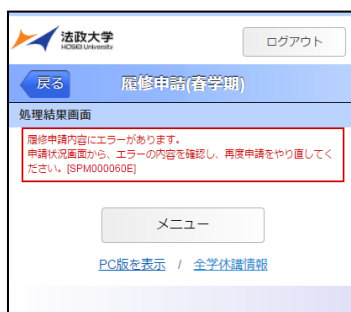 法政大学
HOSEI University
ログアウト
戻る
履修申請(春学期)
処理結果画面
履修申請内容にエラーがあります。
申請状況画面から、エラーの内容を確認し、再度申請をやり直してく
ださい。[SPM000060E]
メニュー
PC版を表示 / 全学休講情報